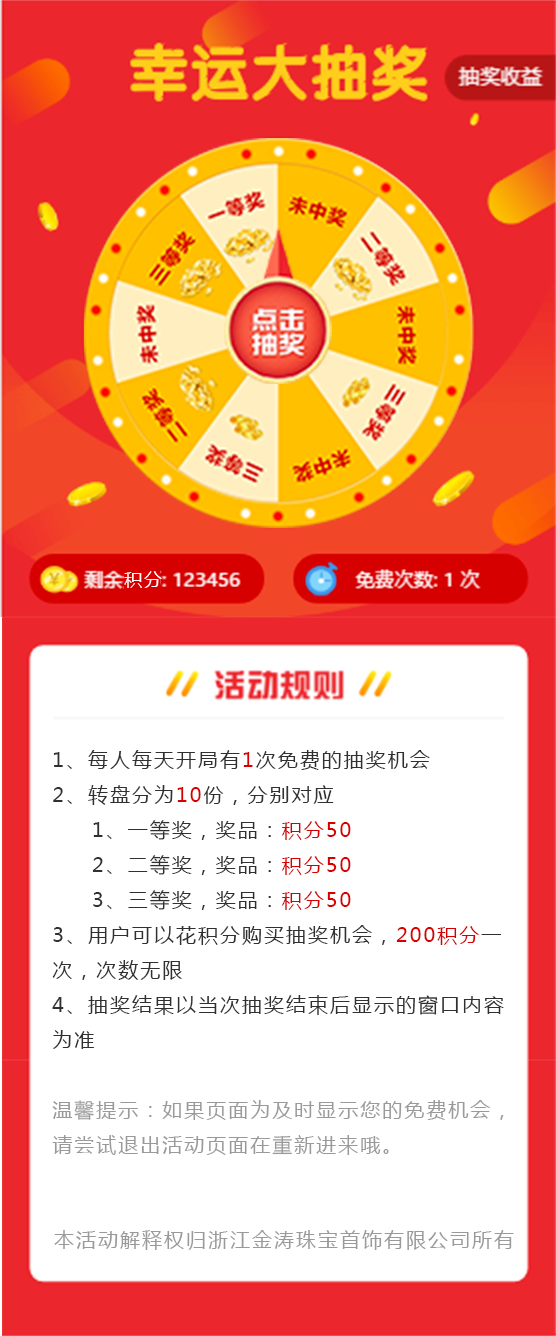 幸运大抽奖
抽奖收益
一等奖
未中奖
二等奖
未中奖
三等奖
未中奖
三等奖
二等奖
未中奖
三等奖
点击
抽奖
剩余积分: 123456
免费次数: 1 次
活动规则
1、每人每天开局有1次免费的抽奖机会
2、转盘分为10份，分别对应
1、一等奖，奖品：积分50
2、二等奖，奖品：积分50
3、三等奖，奖品：积分50
3、用户可以花积分购买抽奖机会，200积分一
次，次数无限
4、抽奖结果以当次抽奖结束后显示的窗口内容
为准
温馨提示：如果页面为及时显示您的免费机会，
请尝试退出活动页面在重新进来哦。
本活动解释权归浙江金涛珠宝首饰有限公司所有